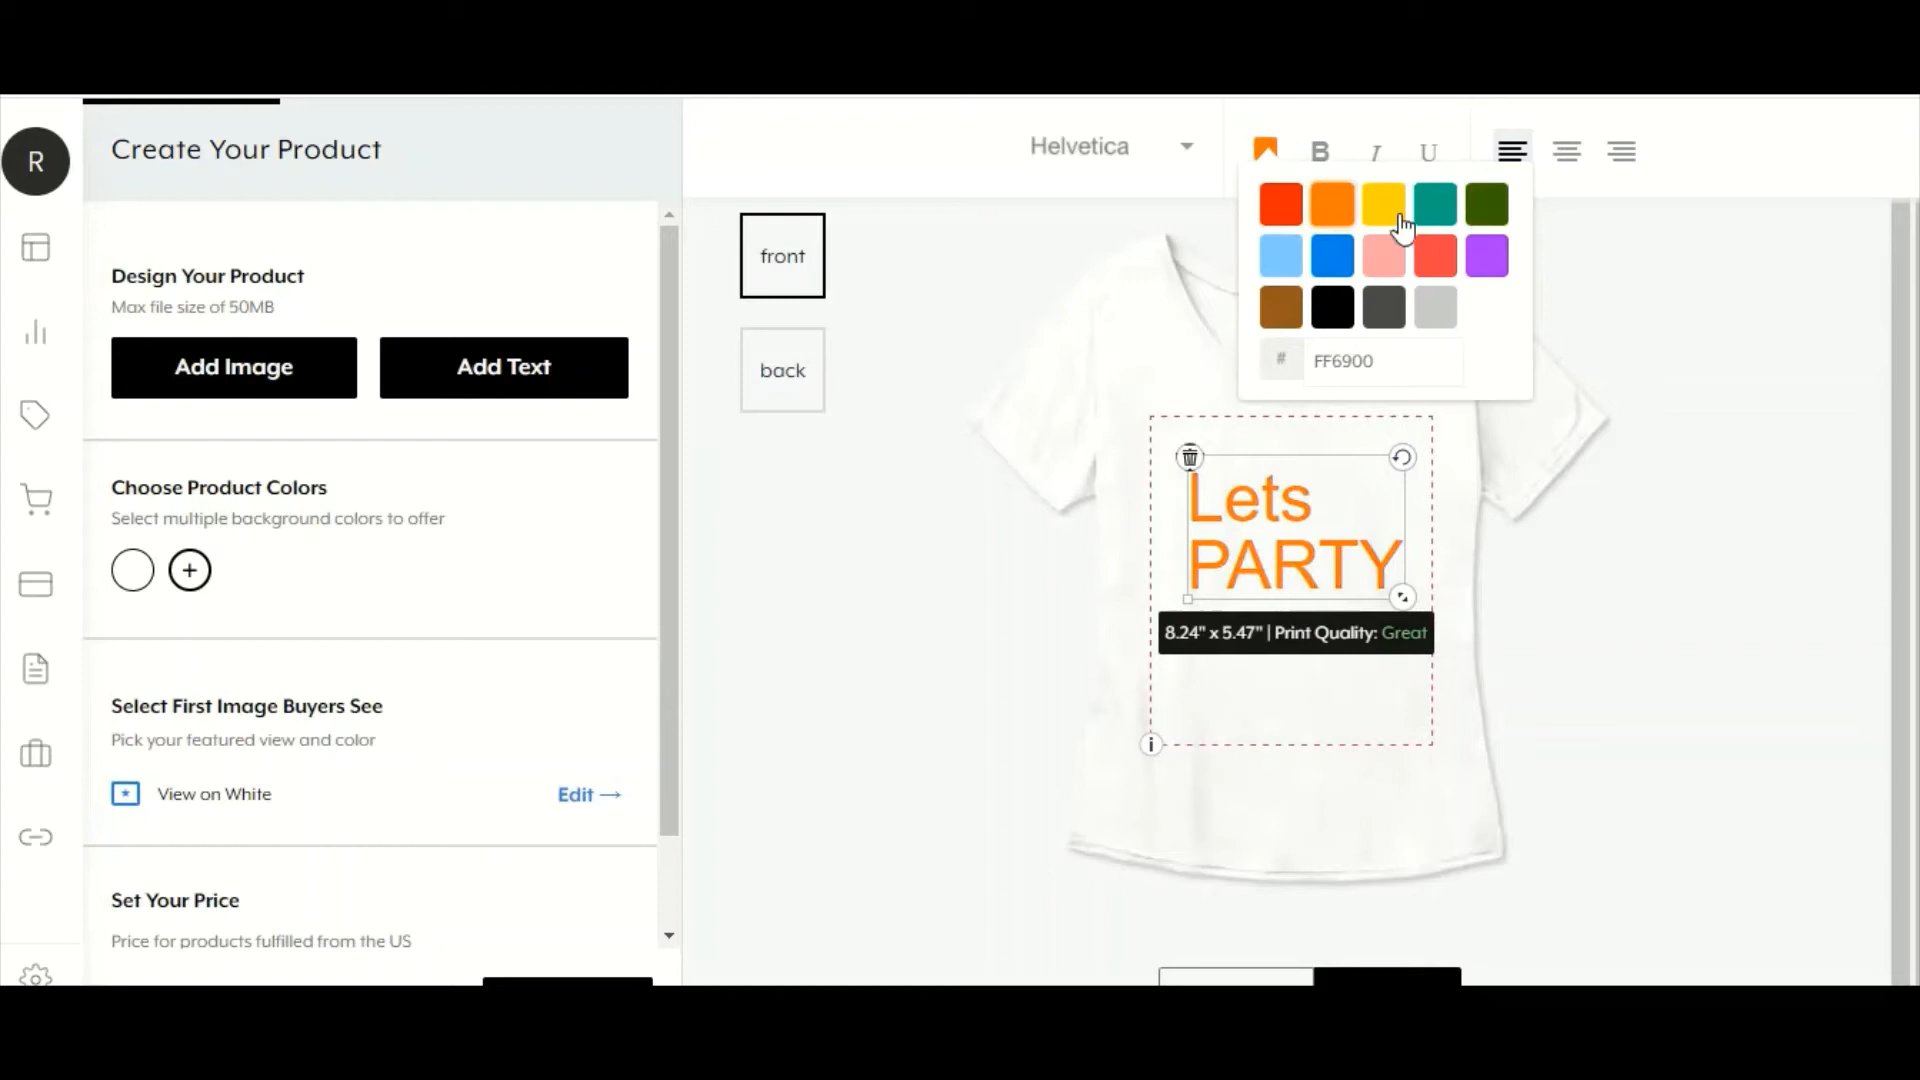 R
Create Your Product
Design Your Product
Max file size of 50MB
Add Image
Add Text
Choose Product Colors
Select multiple background colors to offer
+
Select First Image Buyers See
Pick your featured view and color
View on White
Edit →
Set Your Price
Price for products fulfilled from the US
Helvetica
B I U
front
back
# FF6900
Lets
PARTY
8.24" x 5.47" | Print Quality: Great
i